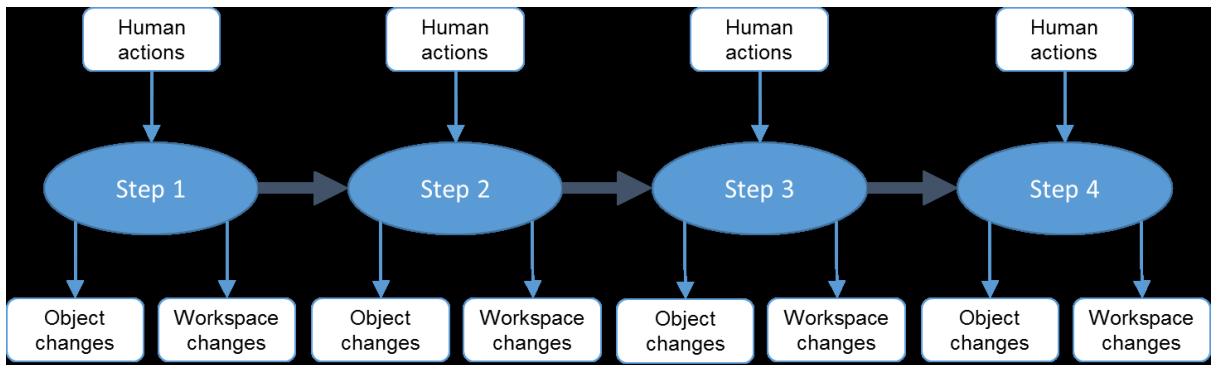 Human
actions
Human
actions
Human
actions
Human
actions
Step 1
Step 2
Step 3
Step 4
Object
changes
Workspace
changes
Object
changes
Workspace
changes
Object
changes
Workspace
changes
Object
changes
Workspace
changes